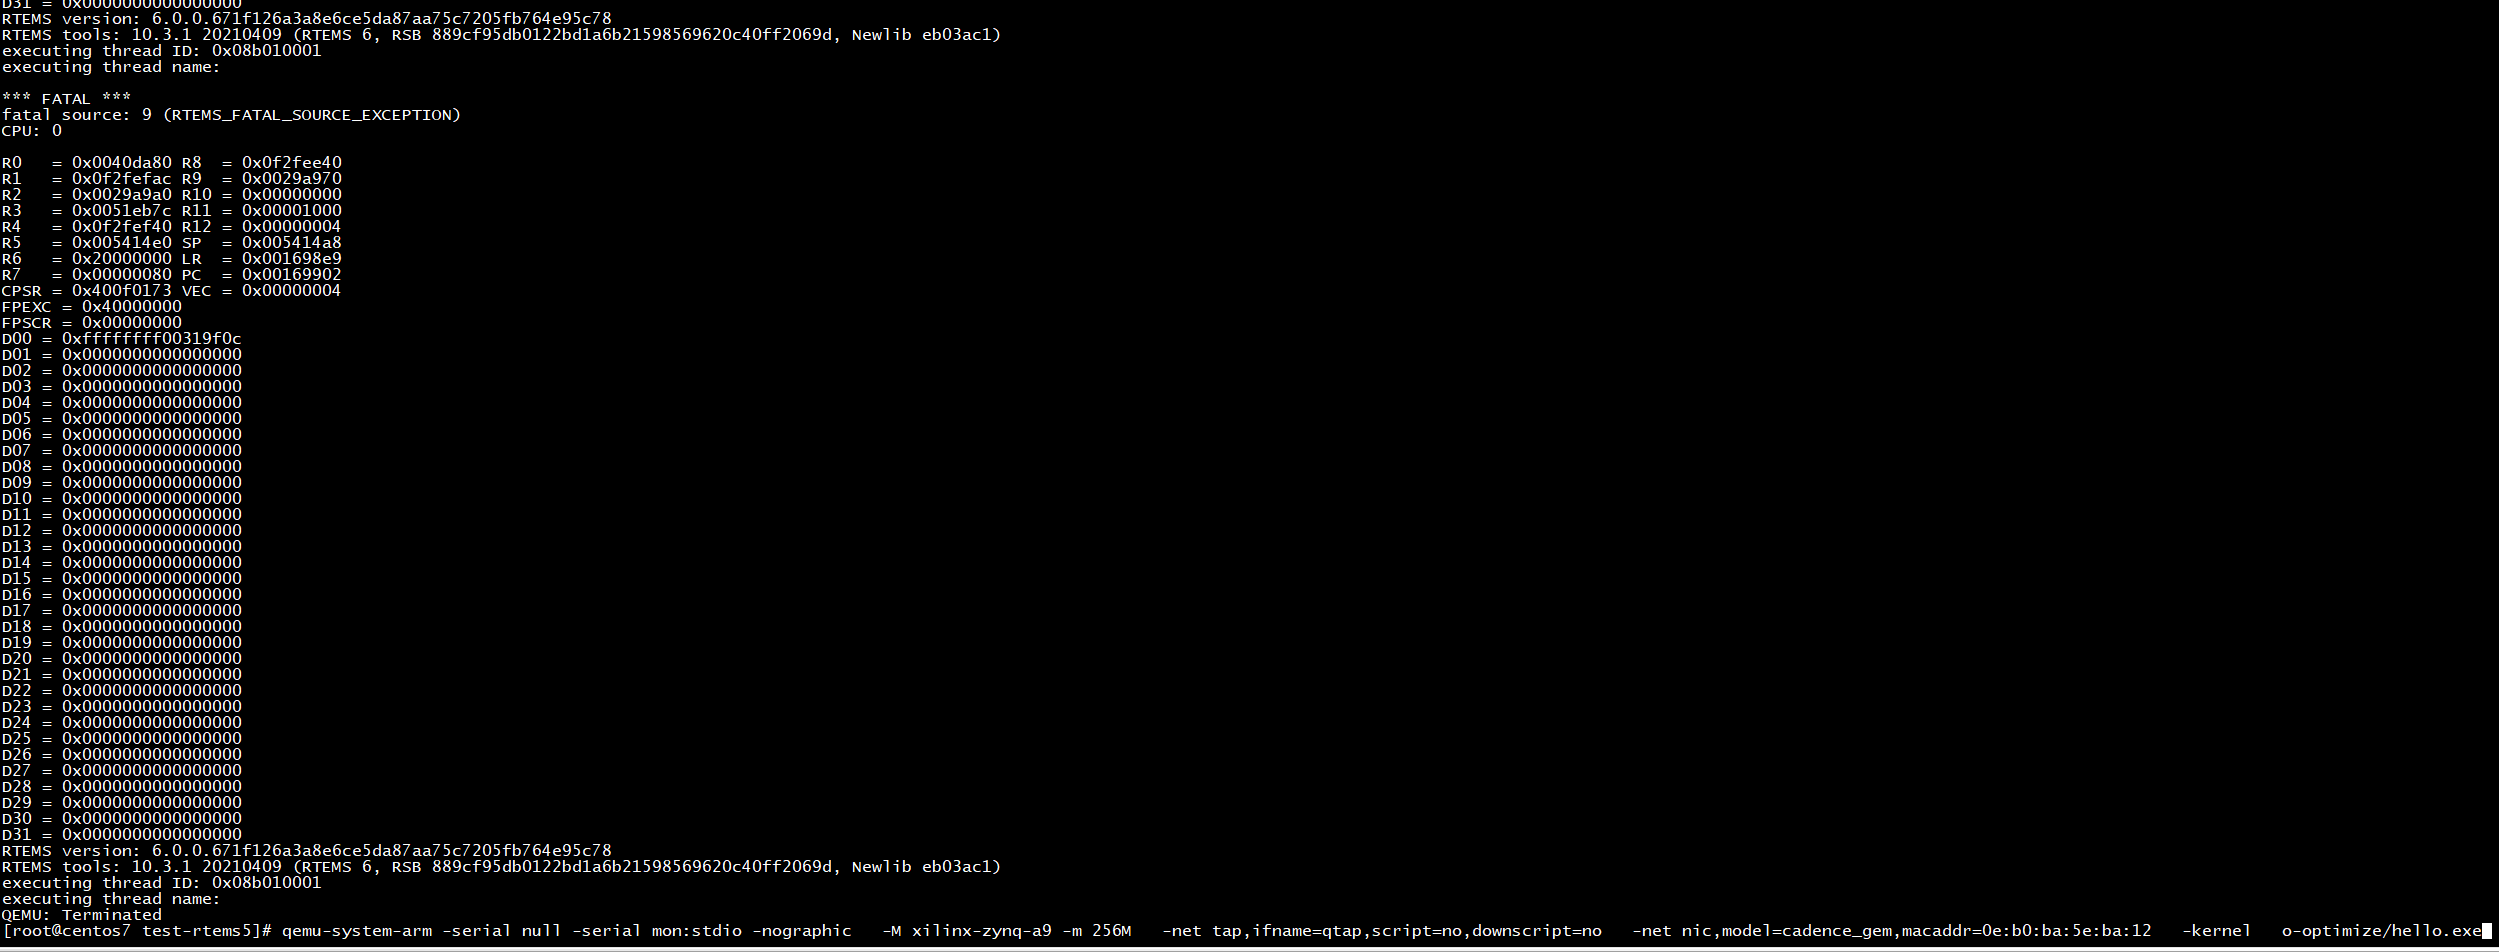 D31 = 0x0000000000000000
RTEMS version: 6.0.0.671f126a3a8e6ce5da87aa75c7205fb764e95c78
RTEMS tools: 10.3.1 20210409 (RTEMS 6, RSB 889cf95db0122bd1a6b21598569620c40ff2069d, Newlib eb03ac1)
executing thread ID: 0x08b010001
executing thread name:
*** FATAL ***
fatal source: 9 (RTEMS_FATAL_SOURCE_EXCEPTION)
CPU: 0
R0   = 0x0040da80 R8  = 0x0f2fee40
R1   = 0x0f2fefac R9  = 0x0029a970
R2   = 0x0029a9a0 R10 = 0x00000000
R3   = 0x0051eb7c R11 = 0x00001000
R4   = 0x0f2fef40 R12 = 0x00000004
R5   = 0x005414e0 SP  = 0x005414a8
R6   = 0x20000000 LR  = 0x001698e9
R7   = 0x00000080 PC  = 0x00169902
CPSR = 0x400f0173 VEC = 0x00000004
FPEXC = 0x40000000
FPSCR = 0x00000000
D00 = 0xffffffff00319f0c
D01 = 0x0000000000000000
D02 = 0x0000000000000000
D03 = 0x0000000000000000
D04 = 0x0000000000000000
D05 = 0x0000000000000000
D06 = 0x0000000000000000
D07 = 0x0000000000000000
D08 = 0x0000000000000000
D09 = 0x0000000000000000
D10 = 0x0000000000000000
D11 = 0x0000000000000000
D12 = 0x0000000000000000
D13 = 0x0000000000000000
D14 = 0x0000000000000000
D15 = 0x0000000000000000
D16 = 0x0000000000000000
D17 = 0x0000000000000000
D18 = 0x0000000000000000
D19 = 0x0000000000000000
D20 = 0x0000000000000000
D21 = 0x0000000000000000
D22 = 0x0000000000000000
D23 = 0x0000000000000000
D24 = 0x0000000000000000
D25 = 0x0000000000000000
D26 = 0x0000000000000000
D27 = 0x0000000000000000
D28 = 0x0000000000000000
D29 = 0x0000000000000000
D30 = 0x0000000000000000
D31 = 0x0000000000000000
RTEMS version: 6.0.0.671f126a3a8e6ce5da87aa75c7205fb764e95c78
RTEMS tools: 10.3.1 20210409 (RTEMS 6, RSB 889cf95db0122bd1a6b21598569620c40ff2069d, Newlib eb03ac1)
executing thread ID: 0x08b010001
executing thread name:
QEMU: Terminated
[root@centos7 test-rtems5]# qemu-system-arm -serial null -serial mon:stdio -nographic   -M xilinx-zynq-a9 -m 256M   -net tap,ifname=qtap,script=no,downscript=no   -net nic,model=cadence_gem,macaddr=0e:b0:ba:5e:ba:12   -kernel   o-optimize/hello.exe